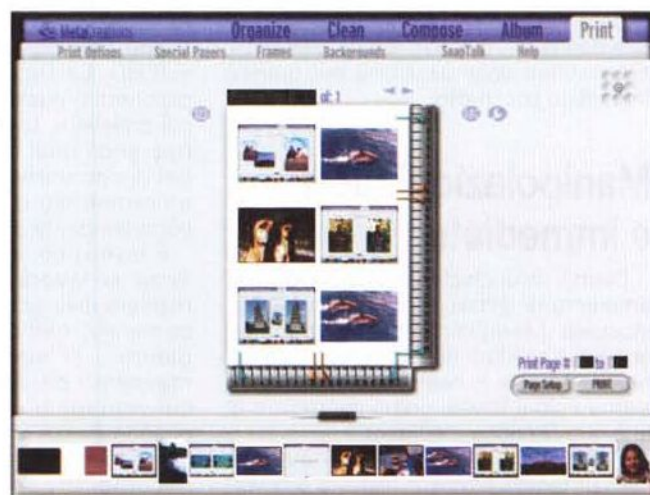 MetaCreations Organize Clean Compose Album Print
Print Options Special Papers Frames Backgrounds SnapTalk Help
of: 1
Print Page # to
Page Setup PRINT